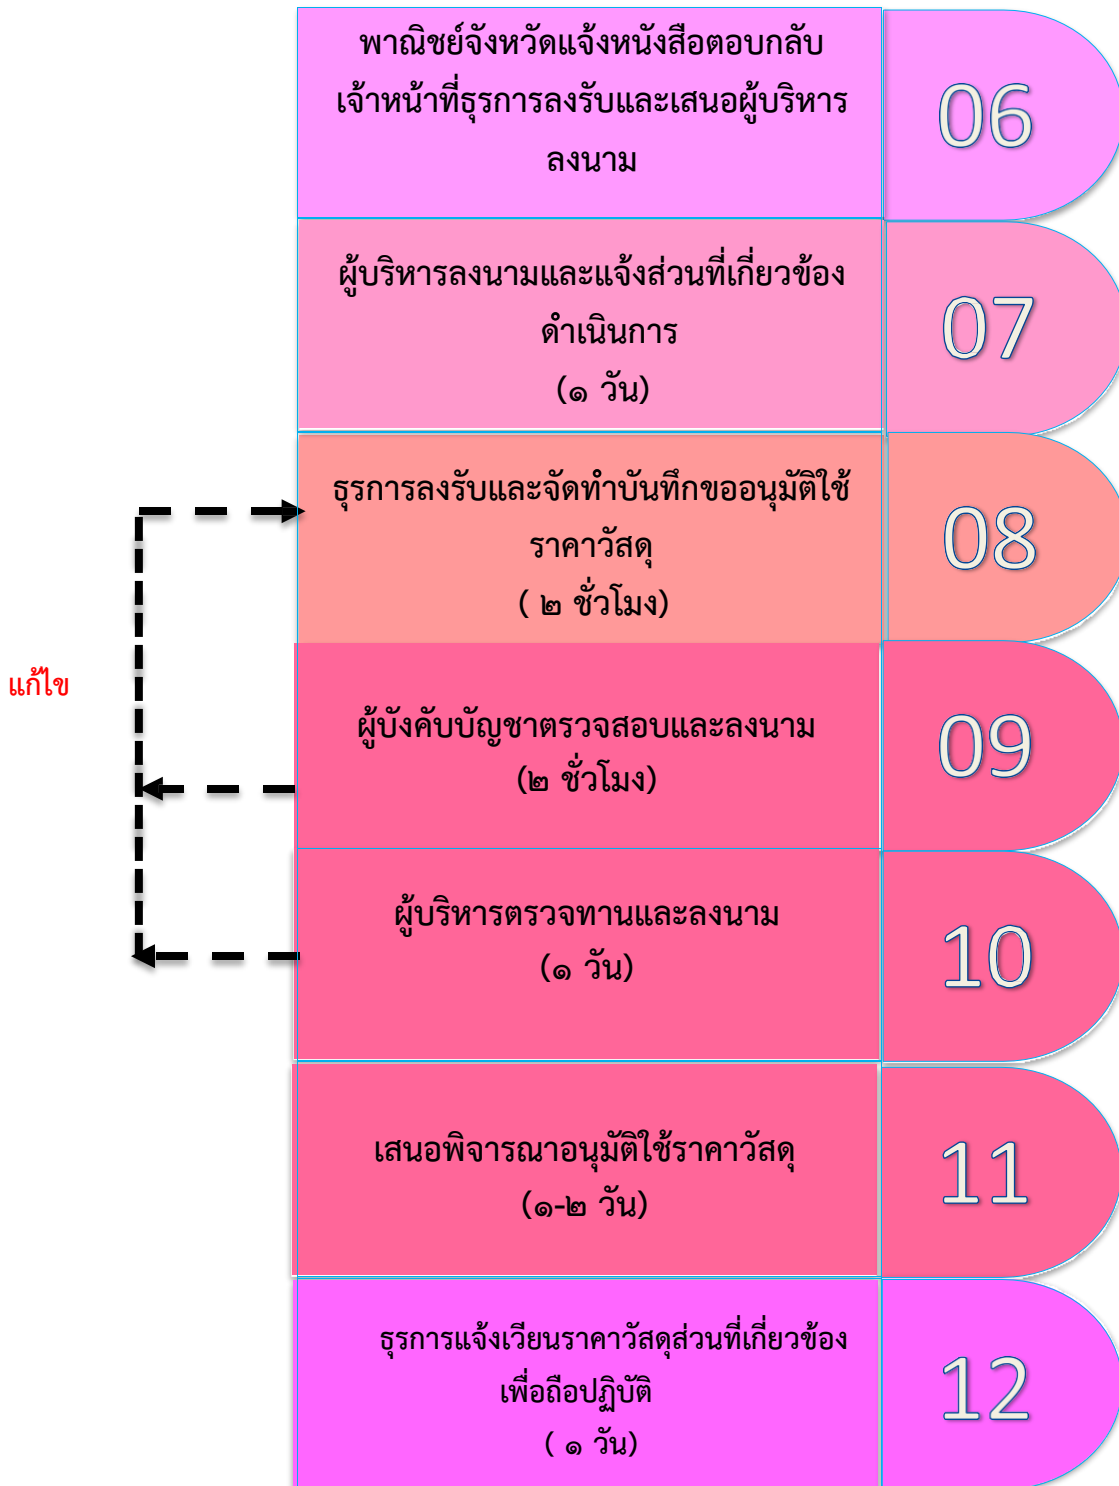 พาณิชย์จังหวัดแจ้งหนังสือตอบกลับ
เจ้าหน้าที่ธุรการลงรับและเสนอผู้บริหาร
ลงนาม
06
ผู้บริหารลงนามและแจ้งส่วนที่เกี่ยวข้อง
ดำเนินการ
(๑ วัน)
07
ธุรการลงรับและจัดทำบันทึกขออนุมัติใช้
ราคาวัสดุ
( ๒ ชั่วโมง)
08
แก้ไข
ผู้บังคับบัญชาตรวจสอบและลงนาม
(๒ ชั่วโมง)
09
ผู้บริหารตรวจทานและลงนาม
(๑ วัน)
10
เสนอพิจารณาอนุมัติใช้ราคาวัสดุ
(๑-๒ วัน)
11
ธุรการแจ้งเวียนราคาวัสดุส่วนที่เกี่ยวข้อง
เพื่อถือปฏิบัติ
( ๑ วัน)
12